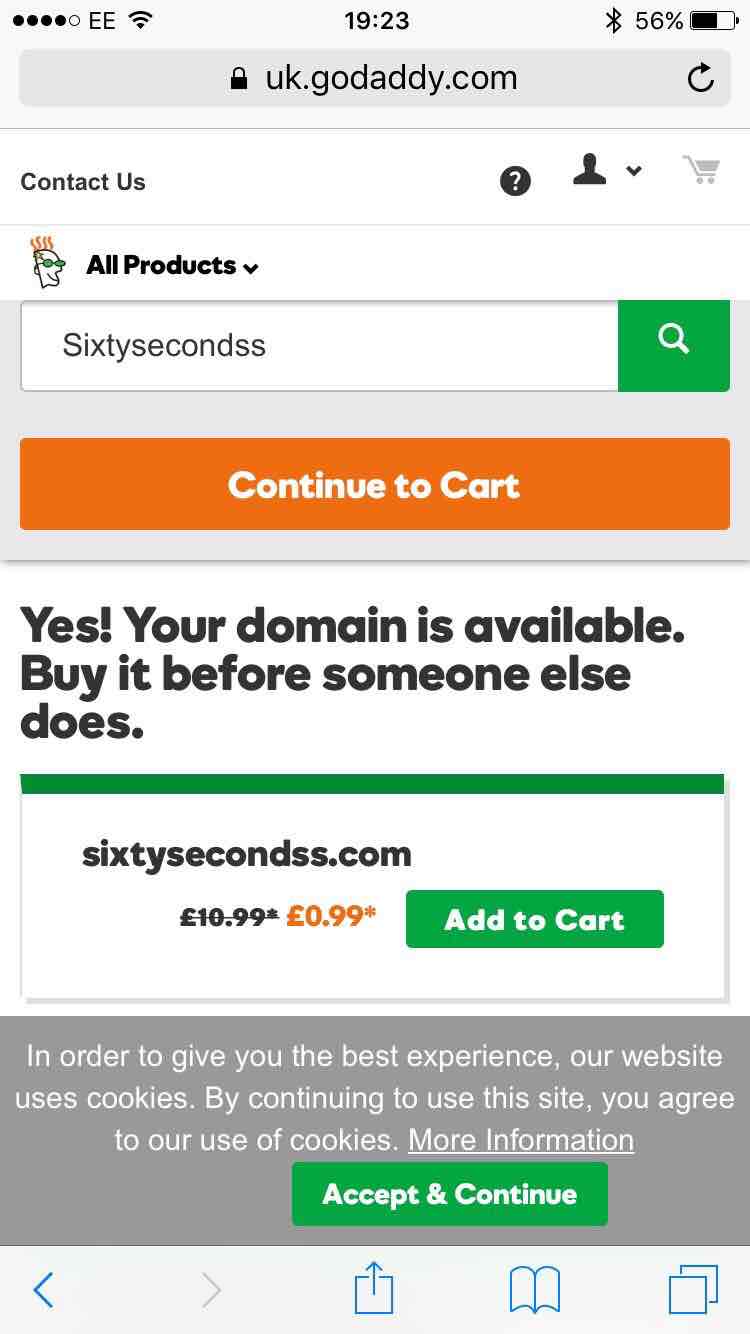 EE 19:23 56%
uk.godaddy.com
Contact Us ?
All Products
Sixtysecondss
Continue to Cart
Yes! Your domain is available.
Buy it before someone else
does.
sixtysecondss.com
£10.99* £0.99* Add to Cart
In order to give you the best experience, our website
uses cookies. By continuing to use this site, you agree
to our use of cookies. More Information
Accept & Continue